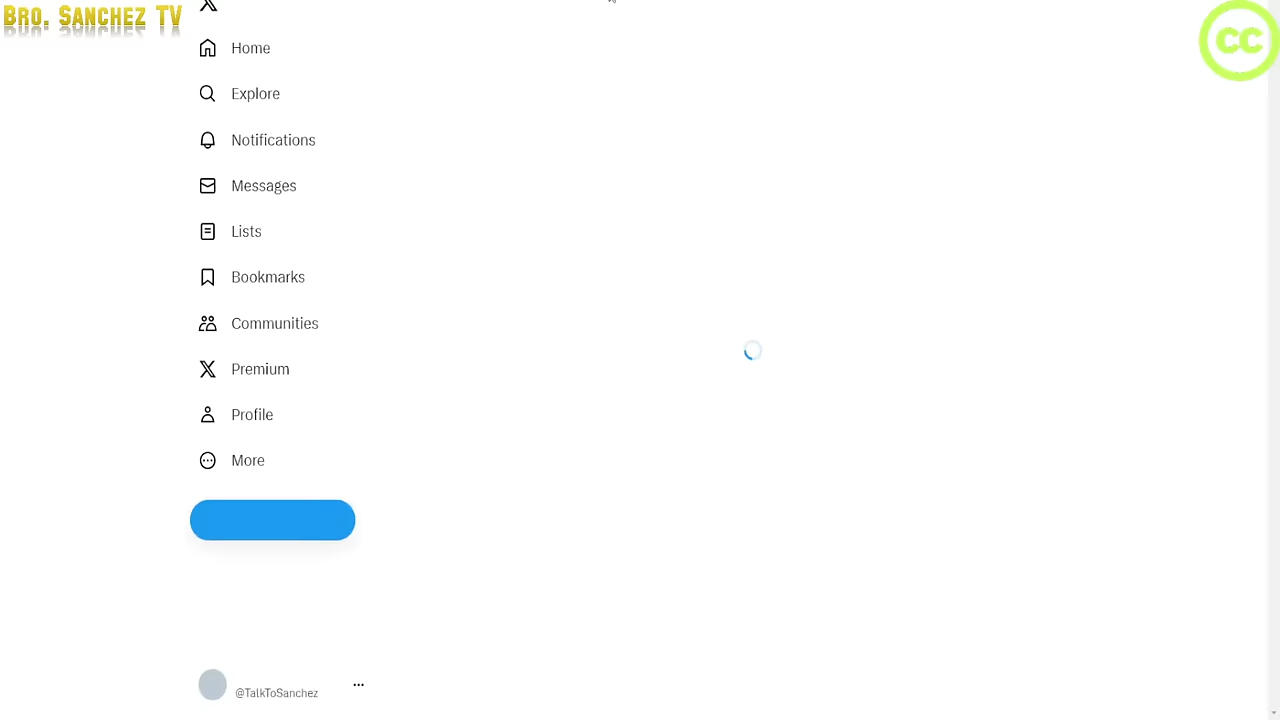 Bro. Sanchez TV
CC
Home
Explore
Notifications
Messages
Lists
Bookmarks
Communities
Premium
Profile
More
@TalkToSanchez